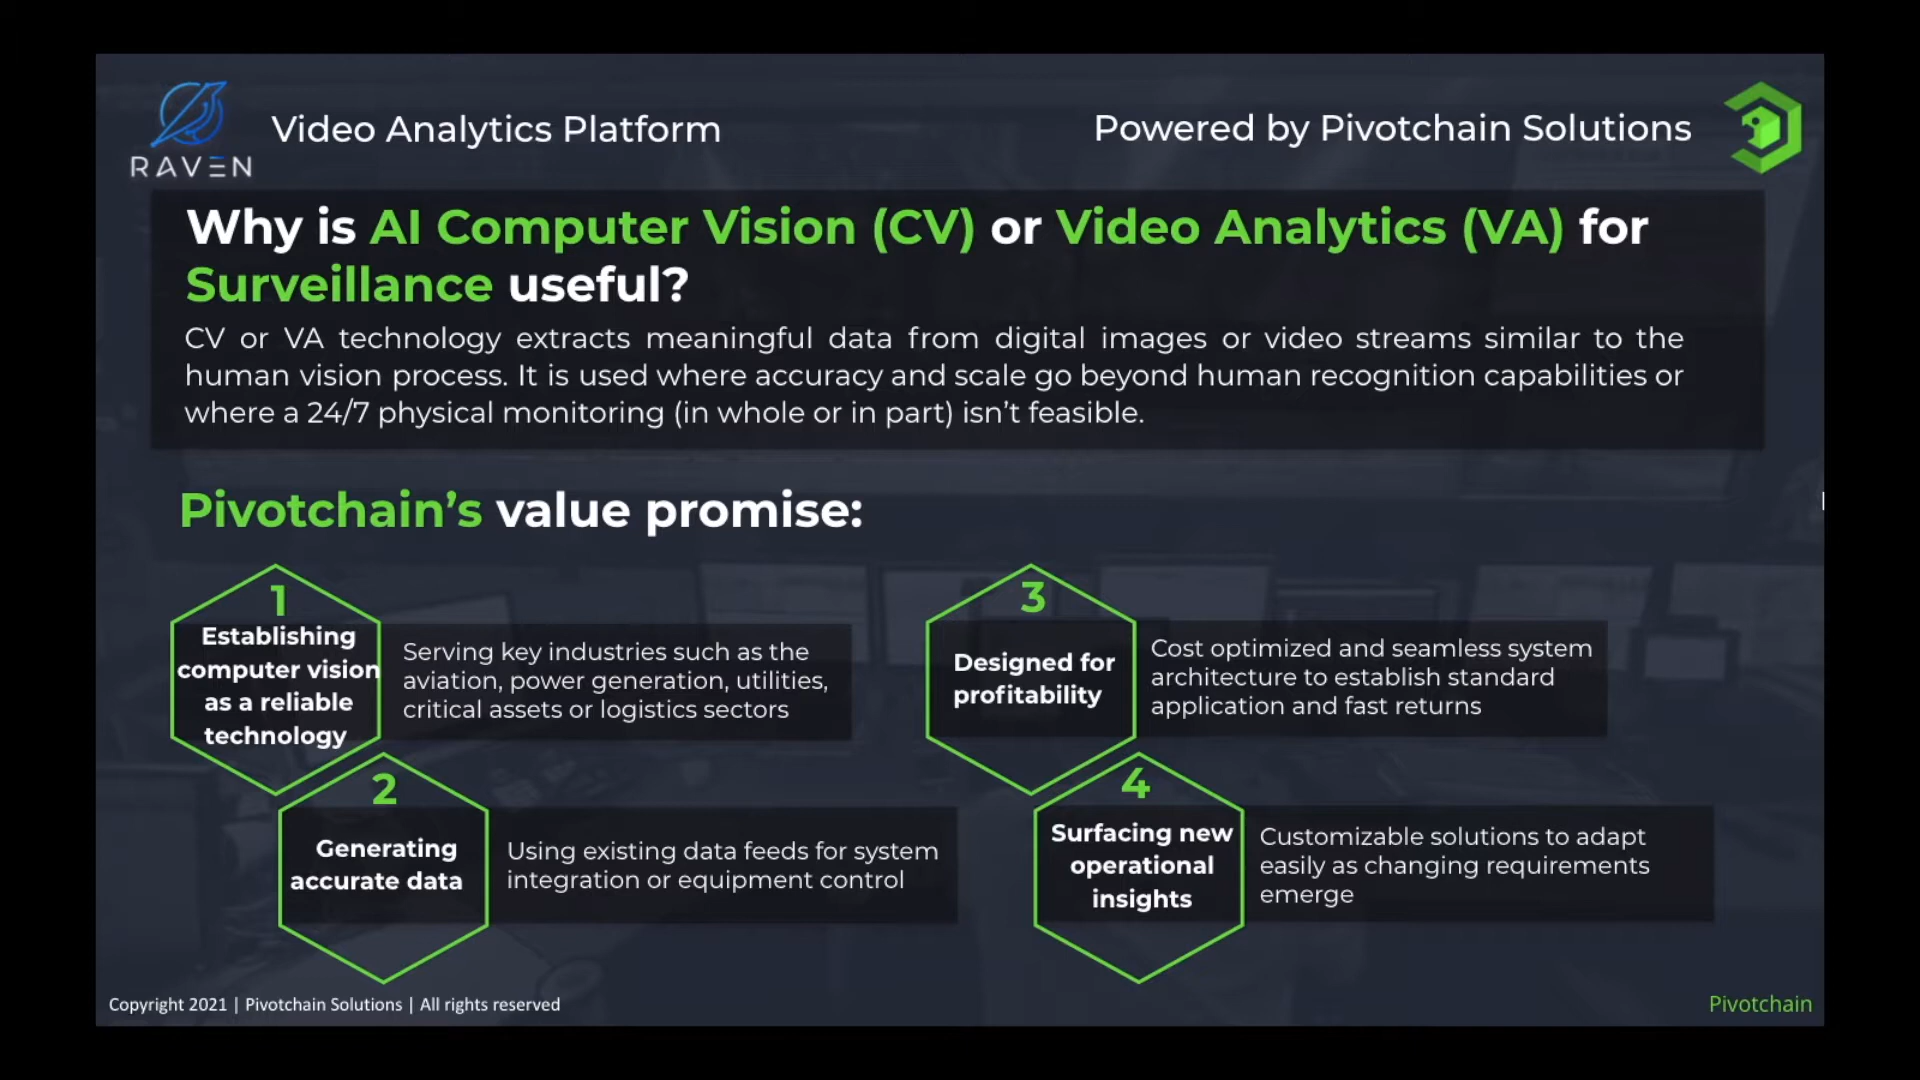 RAVEN
Video Analytics Platform
Powered by Pivotchain Solutions
Why is AI Computer Vision (CV) or Video Analytics (VA) for
Surveillance useful?
CV or VA technology extracts meaningful data from digital images or video streams similar to the
human vision process. It is used where accuracy and scale go beyond human recognition capabilities or
where a 24/7 physical monitoring (in whole or in part) isn't feasible.
Pivotchain's value promise:
1
Establishing
computer vision
as a reliable
technology
Serving key industries such as the
aviation, power generation, utilities,
critical assets or logistics sectors
2
Generating
accurate data
Using existing data feeds for system
integration or equipment control
3
Designed for
profitability
Cost optimized and seamless system
architecture to establish standard
application and fast returns
4
Surfacing new
operational
insights
Customizable solutions to adapt
easily as changing requirements
emerge
Copyright 2021 | Pivotchain Solutions | All rights reserved
Pivotchain